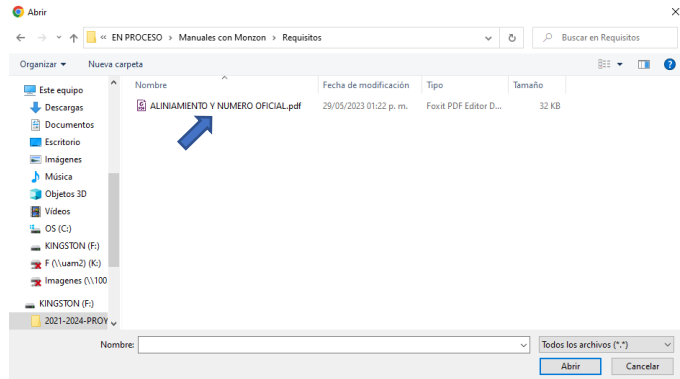 Abrir
« EN PROCESO > Manuales con Monzon > Requisitos
Buscar en Requisitos
Organizar
Nueva carpeta
Nombre
Fecha de modificación
Tipo
Tamaño
ALINIAMIENTO Y NUMERO OFICIAL.pdf
29/05/2023 01:22 p. m.
Foxit PDF Editor D...
32 KB
Este equipo
Descargas
Documentos
Escritorio
Imágenes
Música
Objetos 3D
Vídeos
OS (C:)
KINGSTON (F:)
F (\\uam2) (K:)
Imagenes (\\100
KINGSTON (F:)
2021-2024-PROY
Nombre:
Todos los archivos (*.*)
Abrir
Cancelar